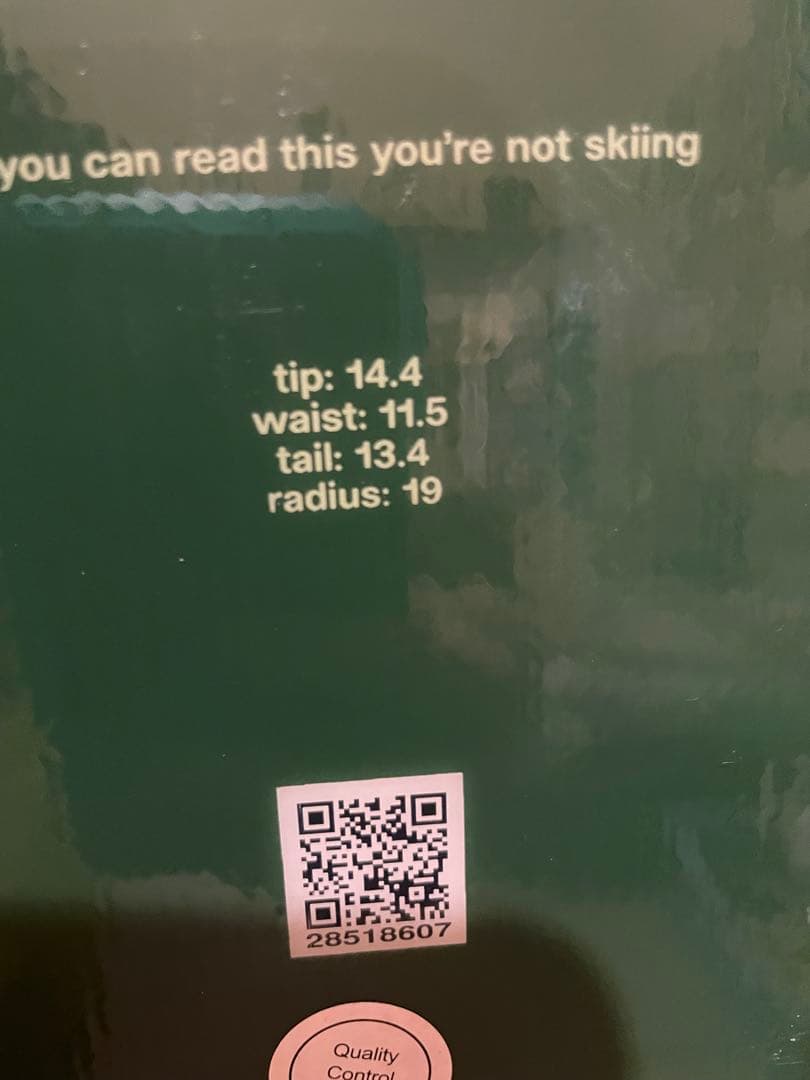 you can read this you're not skiing
tip: 14.4
waist: 11.5
tail: 13.4
radius: 19
28518607
Quality
Control